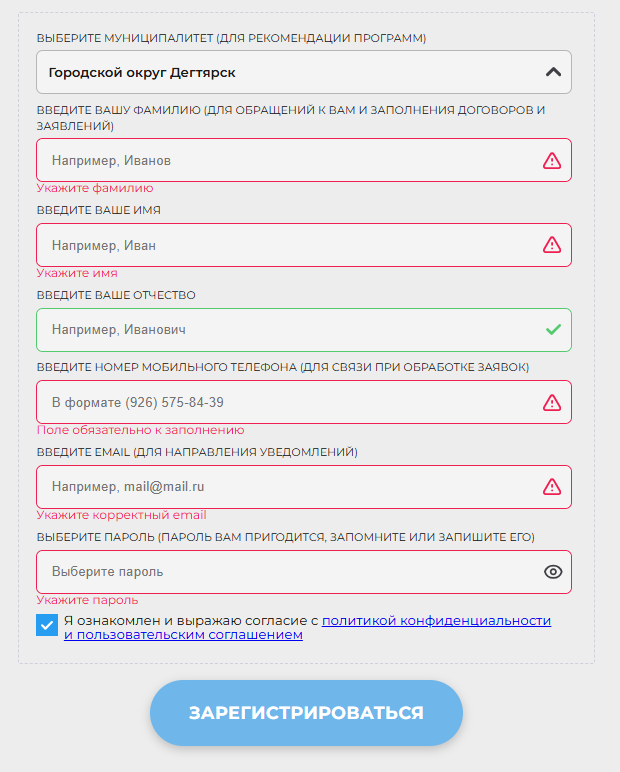 ВЫБЕРИТЕ МУНИЦИПАЛИТЕТ (ДЛЯ РЕКОМЕНДАЦИИ ПРОГРАММ)
Городской округ Дегтярск
ВВЕДИТЕ ВАШУ ФАМИЛИЮ (ДЛЯ ОБРАЩЕНИЙ К ВАМ И ЗАПОЛНЕНИЯ ДОГОВОРОВ И
ЗАЯВЛЕНИЙ)
Например, Иванов
Укажите фамилию
ВВЕДИТЕ ВАШЕ ИМЯ
Например, Иван
Укажите имя
ВВЕДИТЕ ВАШЕ ОТЧЕСТВО
Например, Иванович
ВВЕДИТЕ НОМЕР МОБИЛЬНОГО ТЕЛЕФОНА (ДЛЯ СВЯЗИ ПРИ ОБРАБОТКЕ ЗАЯВОК)
В формате (926) 575-84-39
Поле обязательно к заполнению
ВВЕДИТЕ EMAIL (ДЛЯ НАПРАВЛЕНИЯ УВЕДОМЛЕНИЙ)
Например, mail@mail.ru
Укажите корректный email
ВЫБЕРИТЕ ПАРОЛЬ (ПАРОЛЬ ВАМ ПРИГОДИТСЯ, ЗАПОМНИТЕ ИЛИ ЗАПИШИТЕ ЕГО)
Выберите пароль
Укажите пароль
Я ознакомлен и выражаю согласие с политикой конфиденциальности
и пользовательским соглашением
ЗАРЕГИСТРИРОВАТЬСЯ